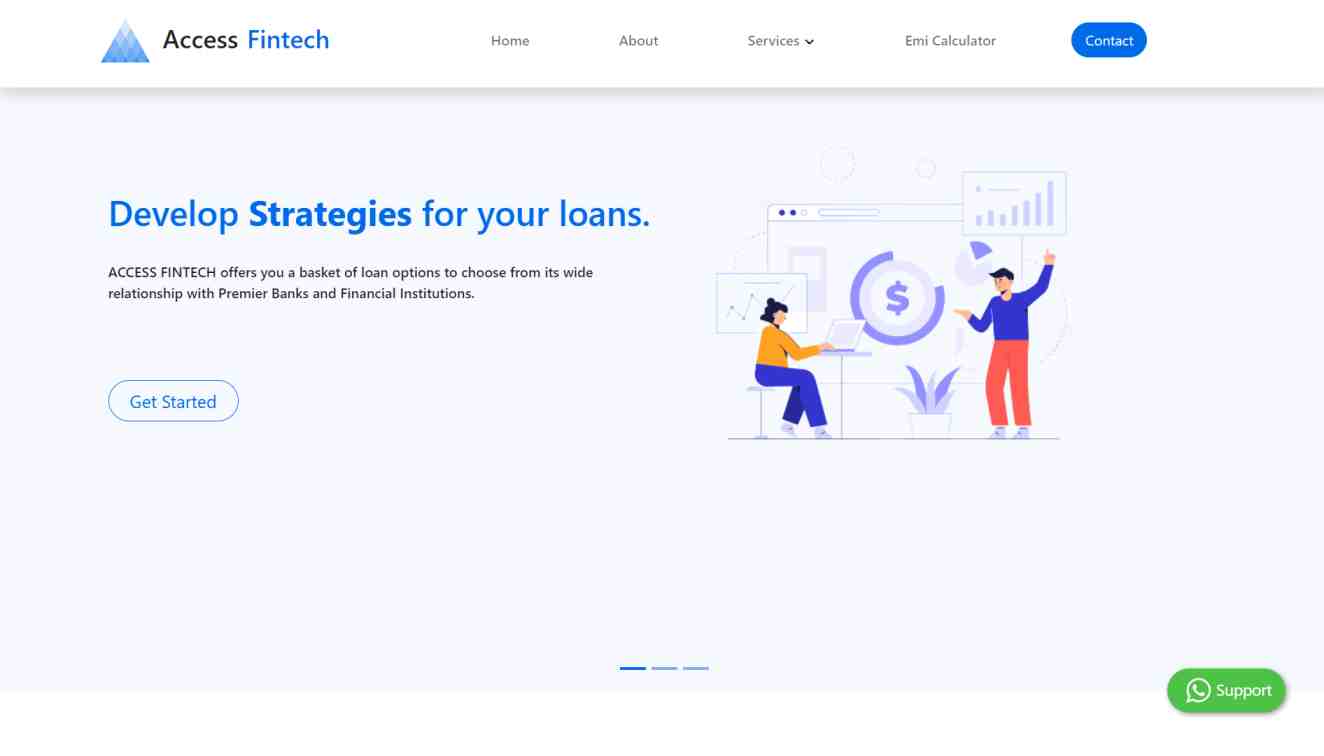 Access Fintech
Home
About
Services
Emi Calculator
Contact
Develop Strategies for your loans.
ACCESS FINTECH offers you a basket of loan options to choose from its wide
relationship with Premier Banks and Financial Institutions.
$
Get Started
Support